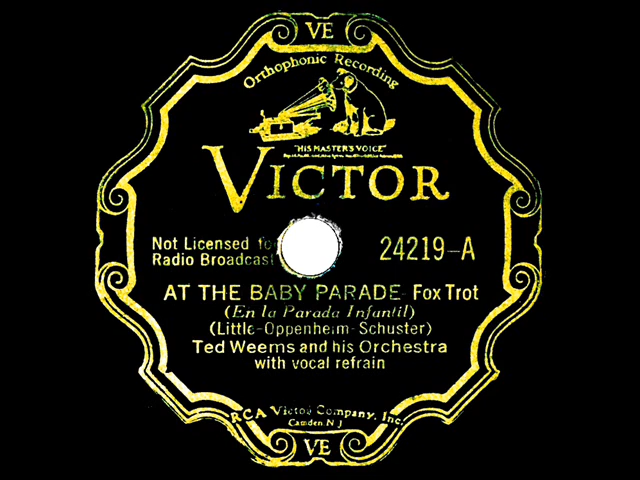 VE
Orthophonic Recording
"HIS MASTER'S VOICE"
VICTOR
Not Licensed fo
Radio Broadcast
24219-A
AT THE BABY PARADE- Fox Trot
(En la Parada Infantil)
(Little-Oppenheim-Schuster)
Ted Weems and his Orchestra
with vocal refrain
RCA Victor Company, Inc.
Camden, N J
VE